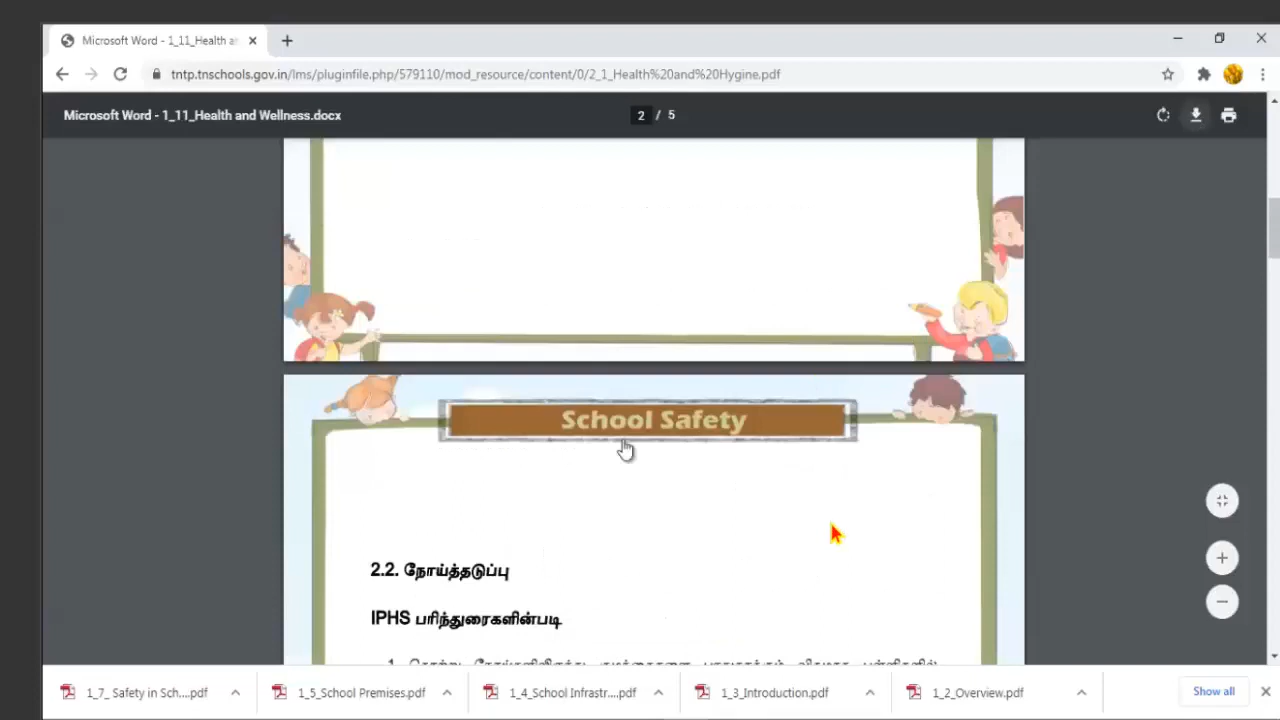 Microsoft Word - 1_11_Health a
tntp.tnschools.gov.in/lms/pluginfile.php/579110/mod_resource/content/0/2_1_Health%20and%20Hygine.pdf
Microsoft Word - 1_11_Health and Wellness.docx
2 / 5
School Safety
2.2. நோய்த்தடுப்பு
IPHS பரிந்துரைகளின்படி
1_7_ Safety in Sch....pdf
1_5_School Premises.pdf
1_4_School Infrastr....pdf
1_3_Introduction.pdf
1_2_Overview.pdf
Show all